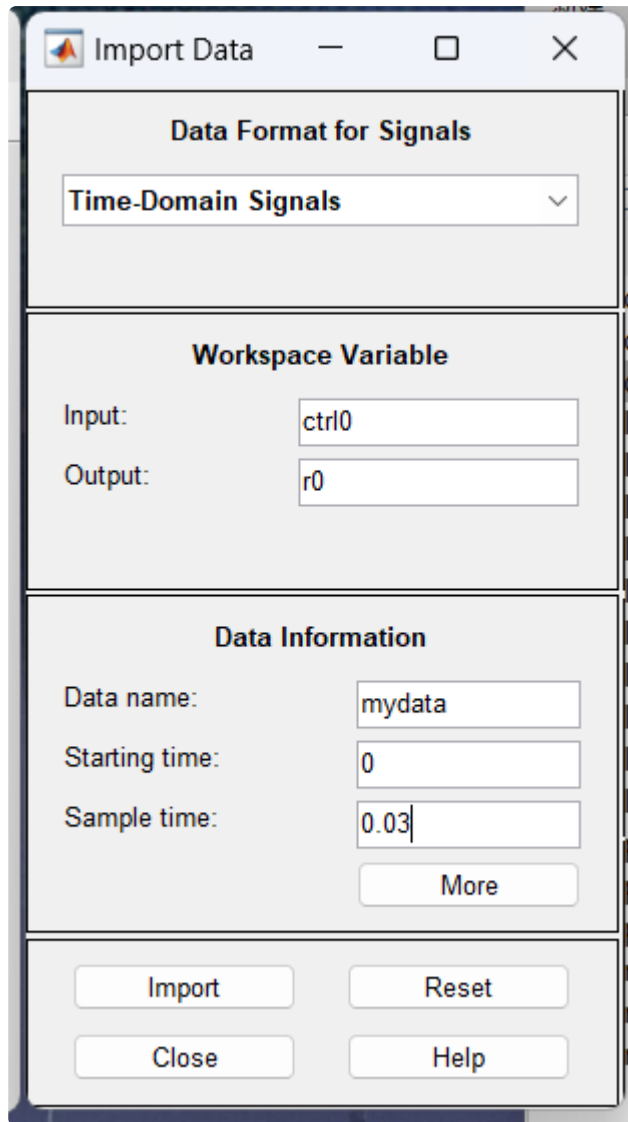 Import Data
Data Format for Signals
Time-Domain Signals
Workspace Variable
Input: ctrl0
Output: r0
Data Information
Data name: mydata
Starting time: 0
Sample time: 0.03
More
Import Reset
Close Help